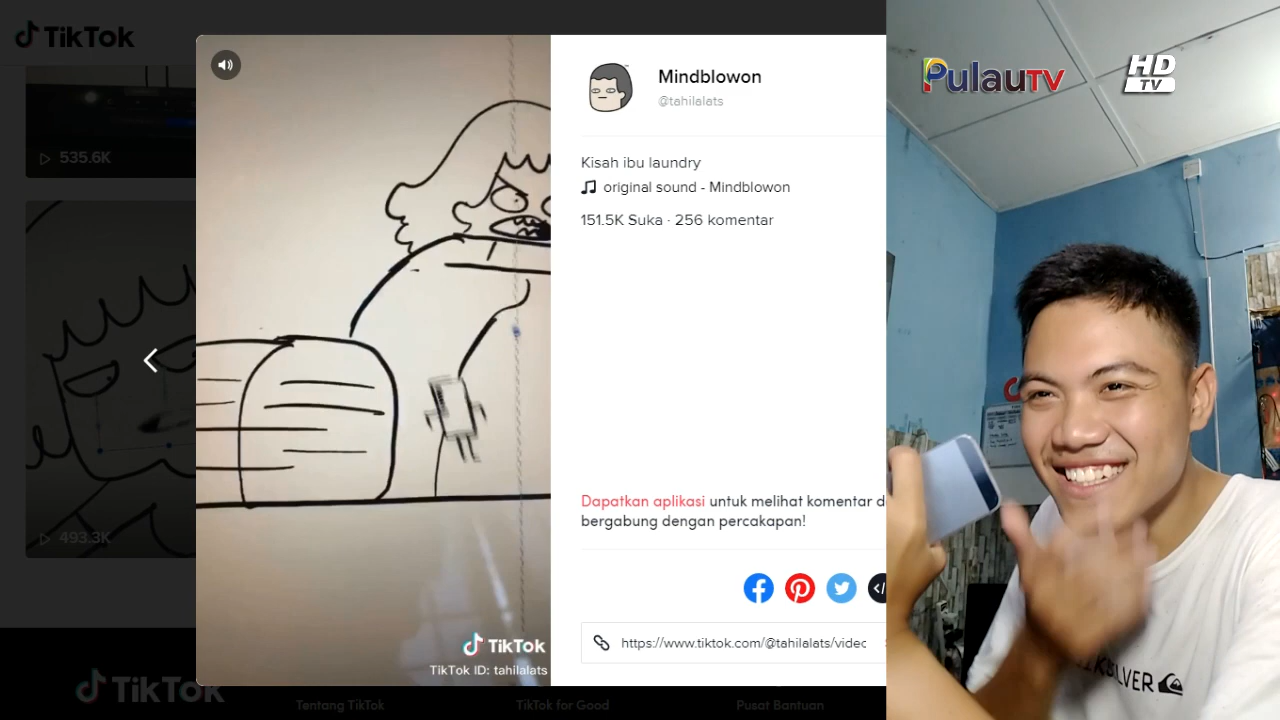 TikTok
535.6K
493.3K
Mindblowon
@tahilalats
Kisah ibu laundry
original sound - Mindblowon
151.5K Suka · 256 komentar
Dapatkan aplikasi untuk melihat komentar d
bergabung dengan percakapan!
https://www.tiktok.com/@tahilalats/videc
TikTok
TikTok ID: tahilalats
TikTok
Tentang TikTok
TikTok for Good
Pusat Bantuan
PulauTV
HD
TV